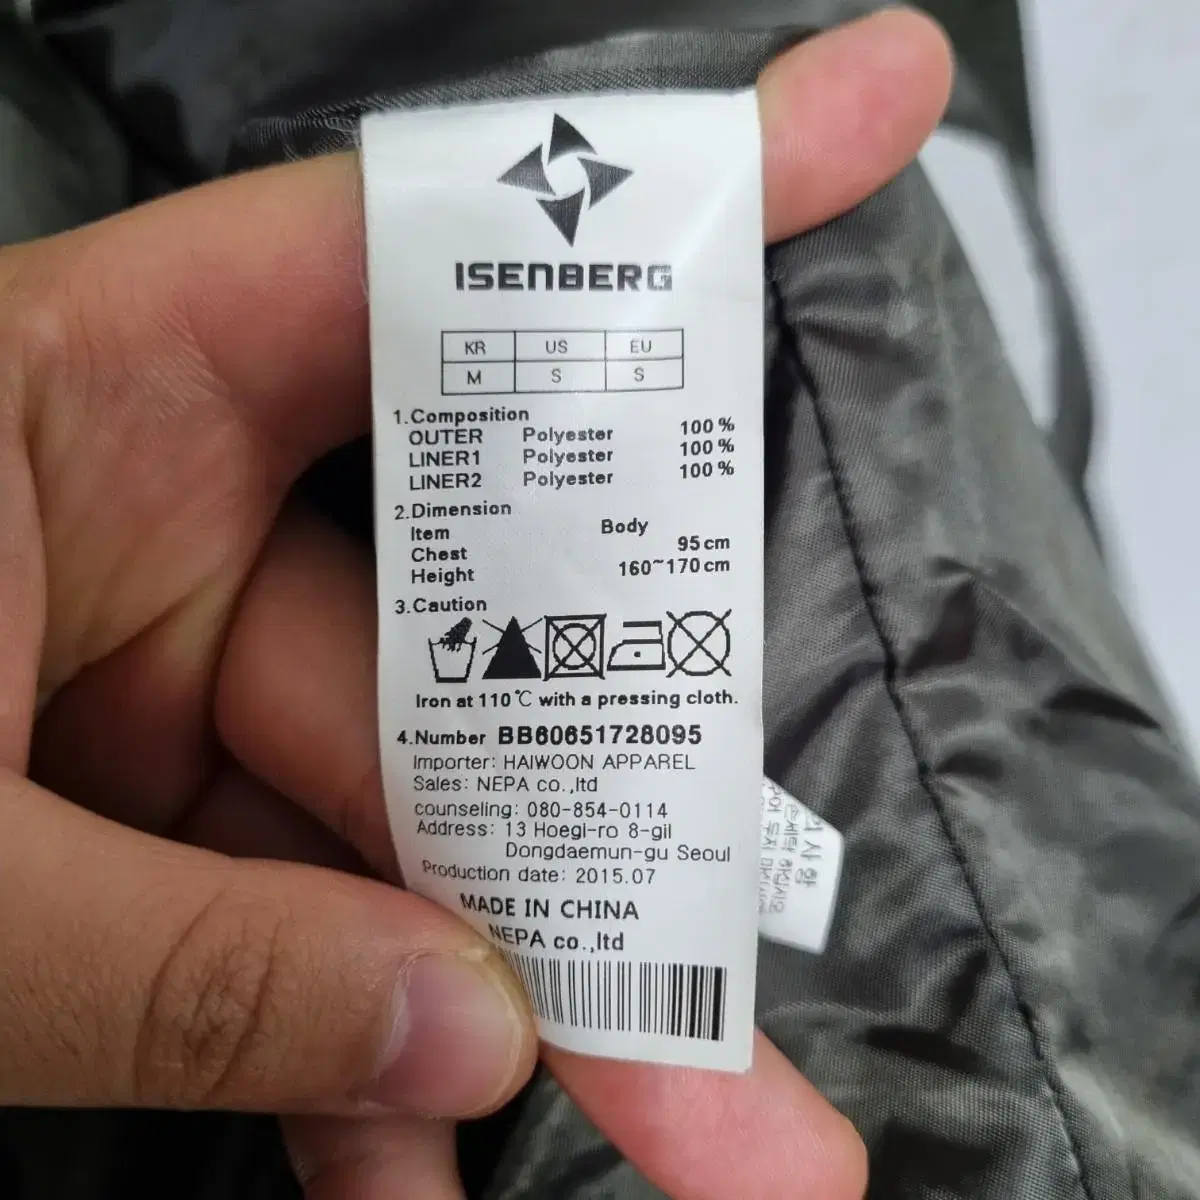 ISENBERG
KR US EU
M S S
1.Composition
OUTER Polyester 100 %
LINER1 Polyester 100 %
LINER2 Polyester 100 %
2.Dimension
Item Body
Chest 95 cm
Height 160~170 cm
3.Caution
Iron at 110℃ with a pressing cloth.
4.Number BB60651728095
Importer: HAIWOON APPAREL
Sales: NEPA co.,ltd
counseling: 080-854-0114
Address: 13 Hoegi-ro 8-gil
Dongdaemun-gu Seoul
Production date: 2015.07
MADE IN CHINA
NEPA co.,ltd